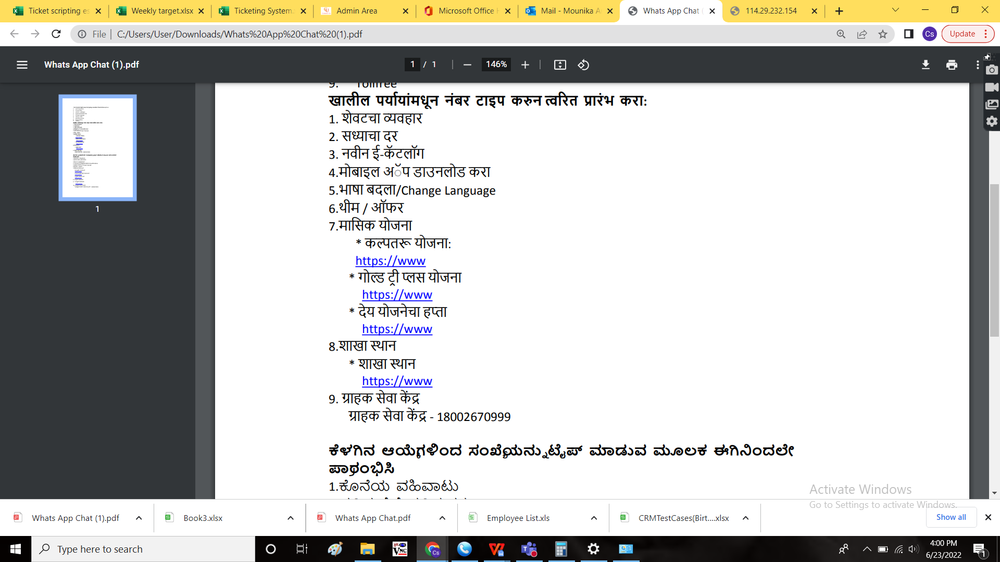 Ticket scripting es
Weekly target.xlsx
Ticketing System.
Admin Area
Microsoft Office
Mail - Mounika A
Whats App Chat
114.29.232.154
File
C:/Users/User/Downloads/Whats%20App%20Chat%20(1).pdf
Cs
Update
Whats App Chat (1).pdf
1 / 1
146%
1
9. Tollfree
खालील पर्यायांमधून नंबर टाइप करुन त्वरित प्रारंभ करा:
1. शेवटचा व्यवहार
2. सध्याचा दर
3. नवीन ई-कॅटलॉग
4.मोबाइल अॅप डाउनलोड करा
5.भाषा बदला/Change Language
6.थीम / ऑफर
7.मासिक योजना
* कल्पतरू योजना:
https://www
* गोल्ड ट्री प्लस योजना
https://www
* देय योजनेचा हप्ता
https://www
8.शाखा स्थान
* शाखा स्थान
https://www
9. ग्राहक सेवा केंद्र
ग्राहक सेवा केंद्र - 18002670999
ಕೆಳಗಿನ ಆಯ್ಕೆಗಳಿಂದ ಸಂಖ್ಯೆಯನ್ನು ಟೈಪ್ ಮಾಡುವ ಮೂಲಕ ಈಗಿನಿಂದಲೇ
ಪ್ರಾರಂಭಿಸಿ
1.ಕೊನೆಯ ವಹಿವಾಟು
Activate Windows
Go to Settings to activate Windows.
Whats App Chat (1).pdf
Book3.xlsx
Whats App Chat.pdf
Employee List.xls
CRMTestCases(Birt....xlsx
Show all
Type here to search
4:00 PM
6/23/2022
1